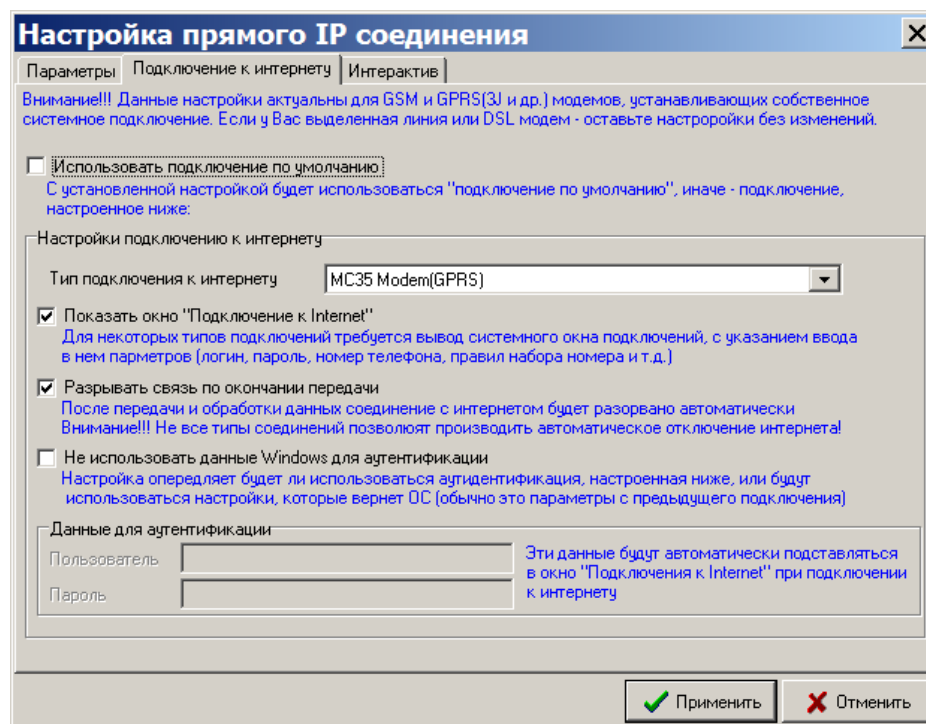 Настройка прямого IP соединения
Параметры Подключение к интернету Интерактив
Внимание!!! Данные настройки актуальны для GSM и GPRS(3J и др.) модемов, устанавливающих собственное
системное подключение. Если у Вас выделенная линия или DSL модем - оставьте настроройки без изменений.
Использовать подключение по умолчанию
С установленной настройкой будет использоваться "подключение по умолчанию", иначе - подключение,
настроенное ниже:
Настройки подключению к интернету
Тип подключения к интернету MC35 Modem(GPRS)
Показать окно "Подключение к Internet"
Для некоторых типов подключений требуется вывод системного окна подключений, с указанием ввода
в нем парметров (логин, пароль, номер телефона, правил набора номера и т.д.)
Разрывать связь по окончании передачи
После передачи и обработки данных соединение с интернетом будет разорвано автоматически
Внимание!!! Не все типы соединений позволюят производить автоматическое отключение интернета!
Не использовать данные Windows для аутентификации
Настройка опередляет будет ли использоваться аутидентификация, настроенная ниже, или будут
использоваться настройки, которые вернет ОС (обычно это параметры с предыдущего подключения)
Данные для аутентификации
Пользователь
Пароль
Эти данные будут автоматически подставляться
в окно "Подключения к Internet" при подключении
к интернету
Применить Отменить